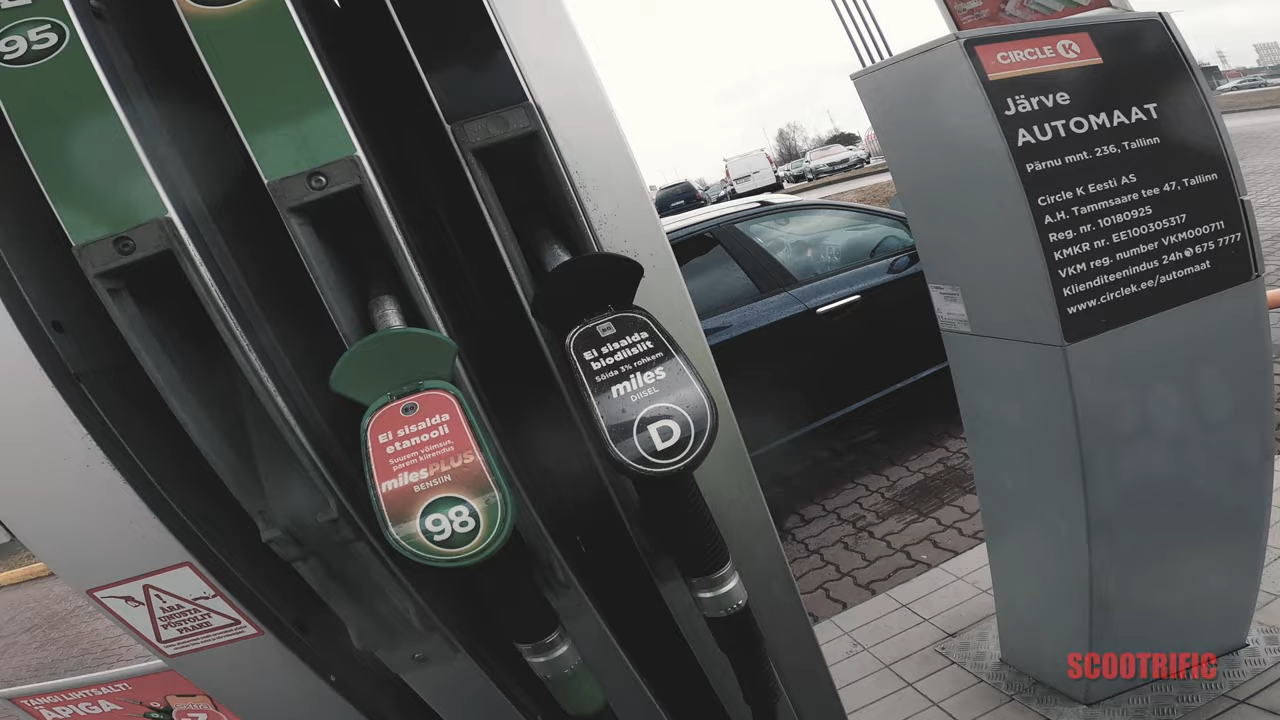 95
Ei sisalda
etanooli
Suurem võimsus,
parem kiirendus
milesPLUS
BENSIIN
98
Ei sisalda
biodiislit
Sõida 3% rohkem
miles
DIISEL
D
CIRCLE K
Järve
AUTOMAAT
Pärnu mnt. 236, Tallinn
Circle K Eesti AS
A.H. Tammsaare tee 47, Tallinn
Reg. nr. 10180925
KMKR nr. EE100305317
VKM reg. number VKM000711
Klienditeenindus 24h 675 7777
www.circlek.ee/automaat
ÄRA
UNUSTA
PÜSTOLIT
PAAKI!
TANGI LIHTSALT!
ÄPIGA
extra
SCOOTRIFIC